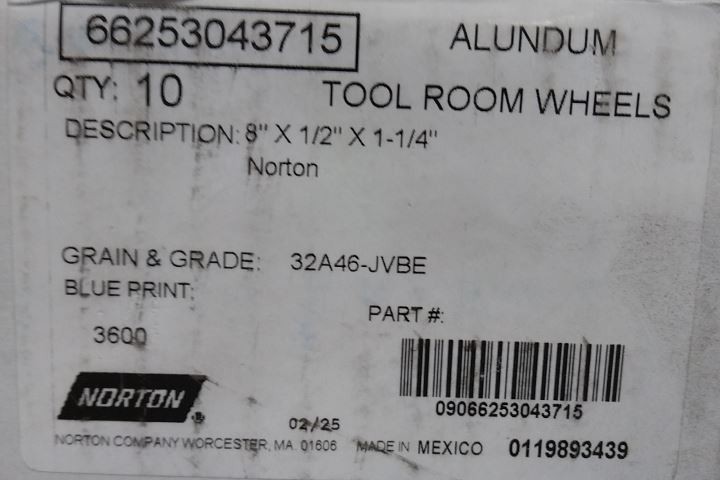 66253043715 ALUNDUM
QTY: 10 TOOL ROOM WHEELS
DESCRIPTION: 8" X 1/2" X 1-1/4"
Norton
GRAIN & GRADE: 32A46-JVBE
BLUE PRINT:
PART #:
3600
NORTON ®
09066253043715
02/25
NORTON COMPANY WORCESTER, MA. 01606 MADE IN MEXICO 0119893439